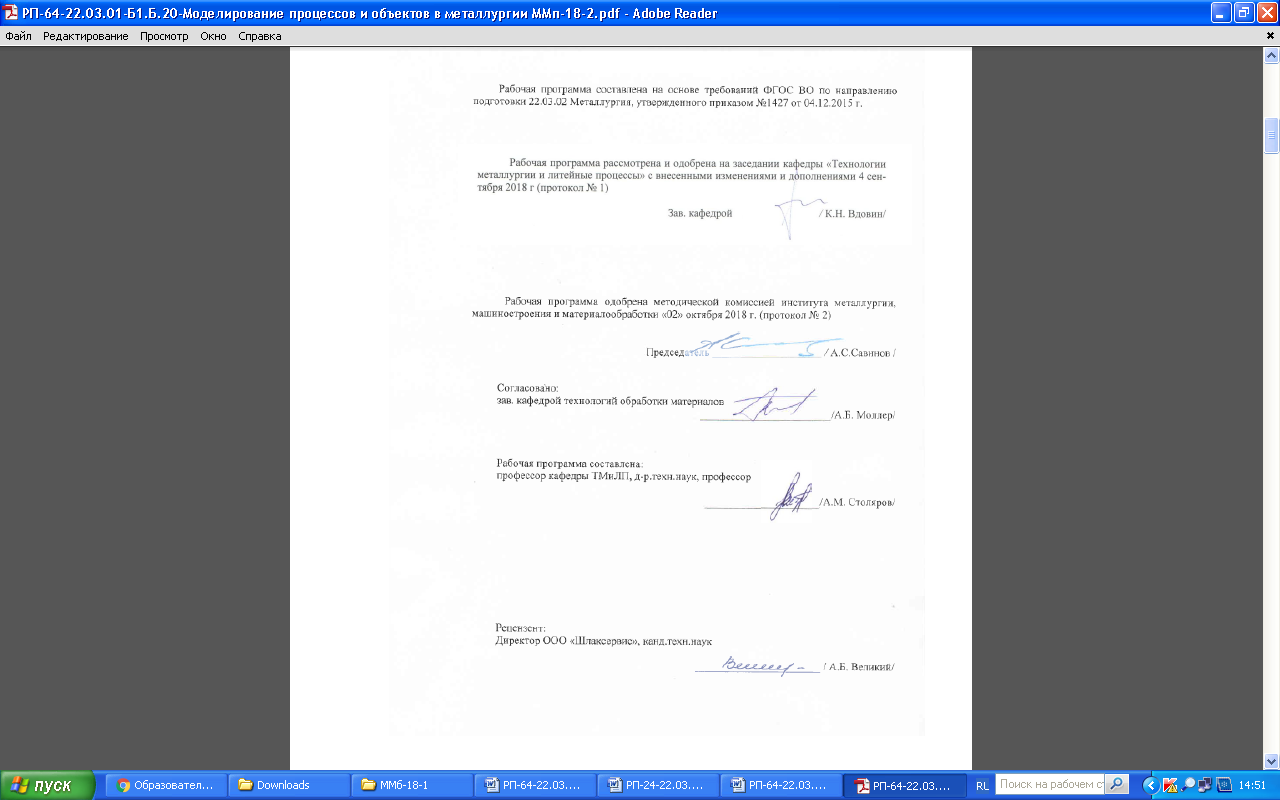 РП-64-22.03.01-Б1.Б.20-Моделирование процессов и объектов в металлургии ММп-18-2.pdf - Adobe Reader
Файл Редактирование Просмотр Окно Справка
Рабочая программа составлена на основе требований ФГОС ВО по направлению
подготовки 22.03.02 Металлургия, утвержденного приказом №1427 от 04.12.2015 г.
Рабочая программа рассмотрена и одобрена на заседании кафедры «Технологии
металлургии и литейные процессы» с внесенными изменениями и дополнениями 4 сен-
тября 2018 г (протокол № 1)
Зав. кафедрой / К.Н. Вдовин/
Рабочая программа одобрена методической комиссией института металлургии,
машиностроения и материалообработки «02» октября 2018 г. (протокол № 2)
Председатель / А.С.Савинов /
Согласовано:
зав. кафедрой технологий обработки материалов
/А.Б. Моллер/
Рабочая программа составлена:
профессор кафедры ТМиЛП, д-р.техн.наук, профессор
/А.М. Столяров/
Рецензент:
Директор ООО «Шлаксервис», канд.техн.наук
/ А.Б. Великий/
пуск Образовател... Downloads ММб-18-1 РП-64-22.03.... РП-24-22.03.... РП-64-22.03.... РП-64-22.03.... RU Поиск на рабочем ст 14:51